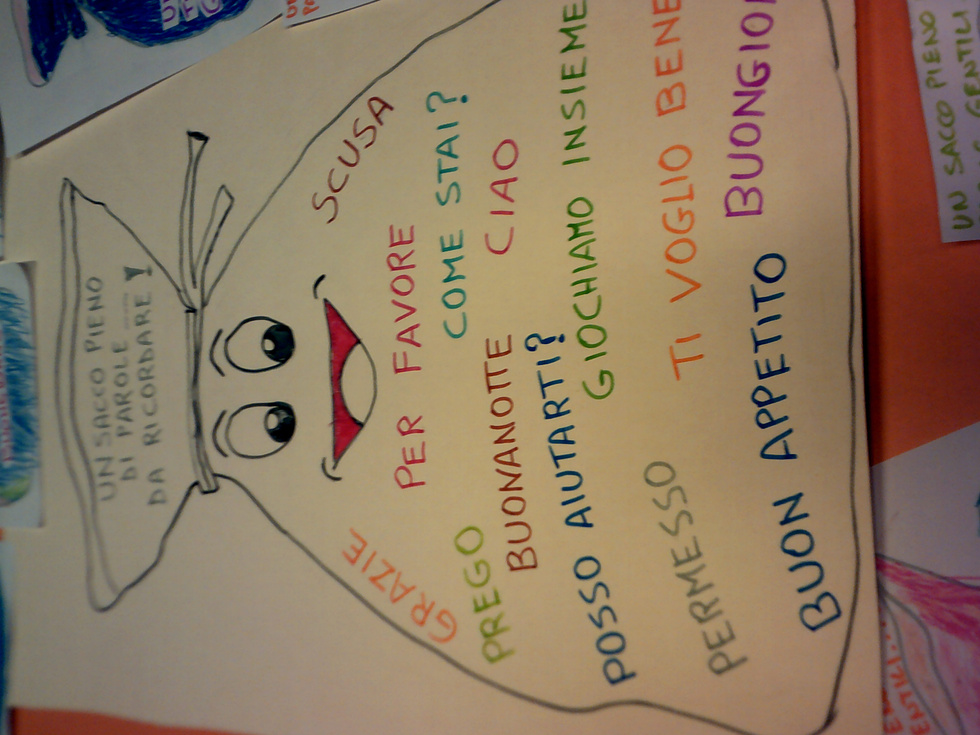 UN SACCO PIENO
DI PAROLE
DA RICORDARE!
SCUSA
GRAZIE
PER FAVORE
COME STAI?
PREGO
CIAO
BUONANOTTE
POSSO AIUTARTI?
GIOCHIAMO INSIEME
PERMESSO
TI VOGLIO BENE
BUON APPETITO
BUONGIO
UN SACCO PIENO
GENTILI